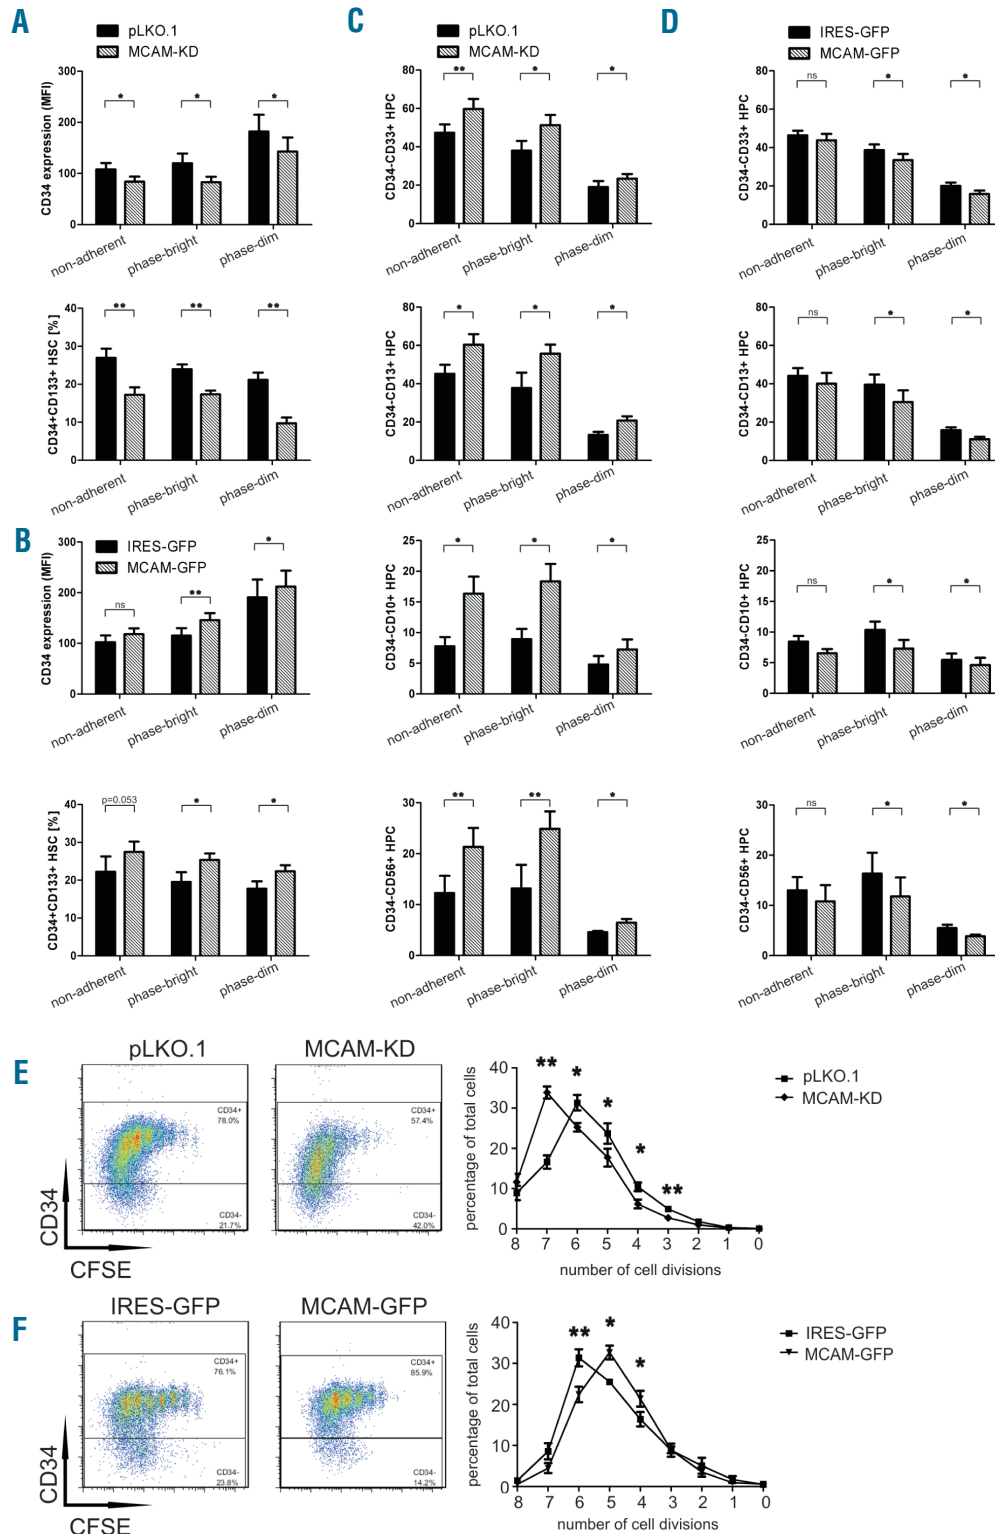 A
pLKO.1
MCAM-KD
CD34 expression (MFI)
300
200
100
0
* * *
non-adherent
phase-bright
phase-dim
CD34+CD133+ HSC [%]
40
30
20
10
0
** ** **
non-adherent
phase-bright
phase-dim
B
IRES-GFP
MCAM-GFP
CD34 expression (MFI)
300
200
100
0
ns ** *
non-adherent
phase-bright
phase-dim
CD34+CD133+ HSC [%]
40
30
20
10
0
p=0.053 * *
non-adherent
phase-bright
phase-dim
C
pLKO.1
MCAM-KD
CD34-CD33+ HPC
80
60
40
20
0
** * *
non-adherent
phase-bright
phase-dim
CD34-CD13+ HPC
80
60
40
20
0
* * *
non-adherent
phase-bright
phase-dim
CD34-CD10+ HPC
25
20
15
10
5
0
* * *
non-adherent
phase-bright
phase-dim
CD34-CD56+ HPC
30
20
10
0
** ** *
non-adherent
phase-bright
phase-dim
D
IRES-GFP
MCAM-GFP
CD34-CD33+ HPC
80
60
40
20
0
ns * *
non-adherent
phase-bright
phase-dim
CD34-CD13+ HPC
80
60
40
20
0
ns * *
non-adherent
phase-bright
phase-dim
CD34-CD10+ HPC
25
20
15
10
5
0
ns * *
non-adherent
phase-bright
phase-dim
CD34-CD56+ HPC
30
20
10
0
ns * *
non-adherent
phase-bright
phase-dim
E
pLKO.1
CD34+
78.0%
CD34-
21.7%
MCAM-KD
CD34+
57.4%
CD34-
42.0%
CD34
CFSE
percentage of total cells
40
30
20
10
0
** * * * **
8 7 6 5 4 3 2 1 0
number of cell divisions
pLKO.1
MCAM-KD
F
IRES-GFP
CD34+
76.1%
CD34-
23.8%
MCAM-GFP
CD34+
85.9%
CD34-
14.2%
CD34
CFSE
percentage of total cells
40
30
20
10
0
** * *
8 7 6 5 4 3 2 1 0
number of cell divisions
IRES-GFP
MCAM-GFP